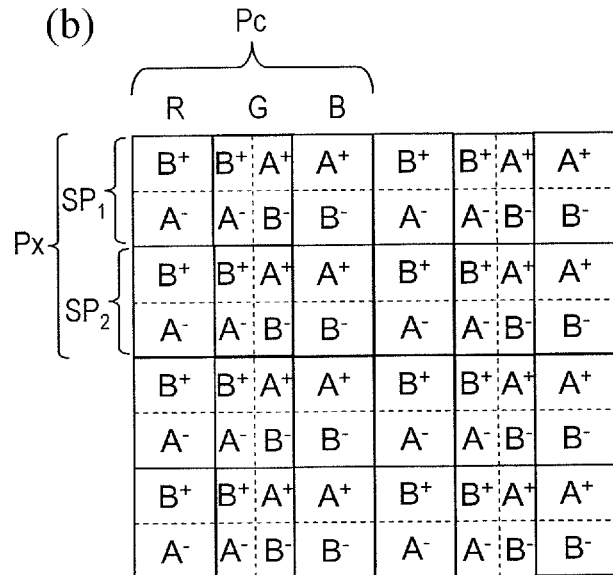 (b)
Pc
R G B
B⁺ B⁺ A⁺ A⁺ B⁺ B⁺ A⁺ A⁺
SP₁
A⁻ A⁻ B⁻ B⁻ A⁻ A⁻ B⁻ B⁻
Px
B⁺ B⁺ A⁺ A⁺ B⁺ B⁺ A⁺ A⁺
SP₂
A⁻ A⁻ B⁻ B⁻ A⁻ A⁻ B⁻ B⁻
B⁺ B⁺ A⁺ A⁺ B⁺ B⁺ A⁺ A⁺
A⁻ A⁻ B⁻ B⁻ A⁻ A⁻ B⁻ B⁻
B⁺ B⁺ A⁺ A⁺ B⁺ B⁺ A⁺ A⁺
A⁻ A⁻ B⁻ B⁻ A⁻ A⁻ B⁻ B⁻